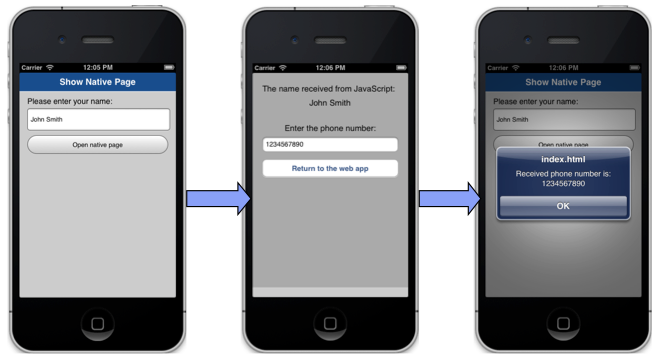 Carrier 12:05 PM
Show Native Page
Please enter your name:
John Smith
Open native page
Carrier 12:06 PM
The name received from JavaScript:
John Smith
Enter the phone number:
1234567890
Return to the web app
Carrier 12:06 PM
Show Native Page
Please enter your name:
John Smith
Open native page
index.html
Received phone number is:
1234567890
OK